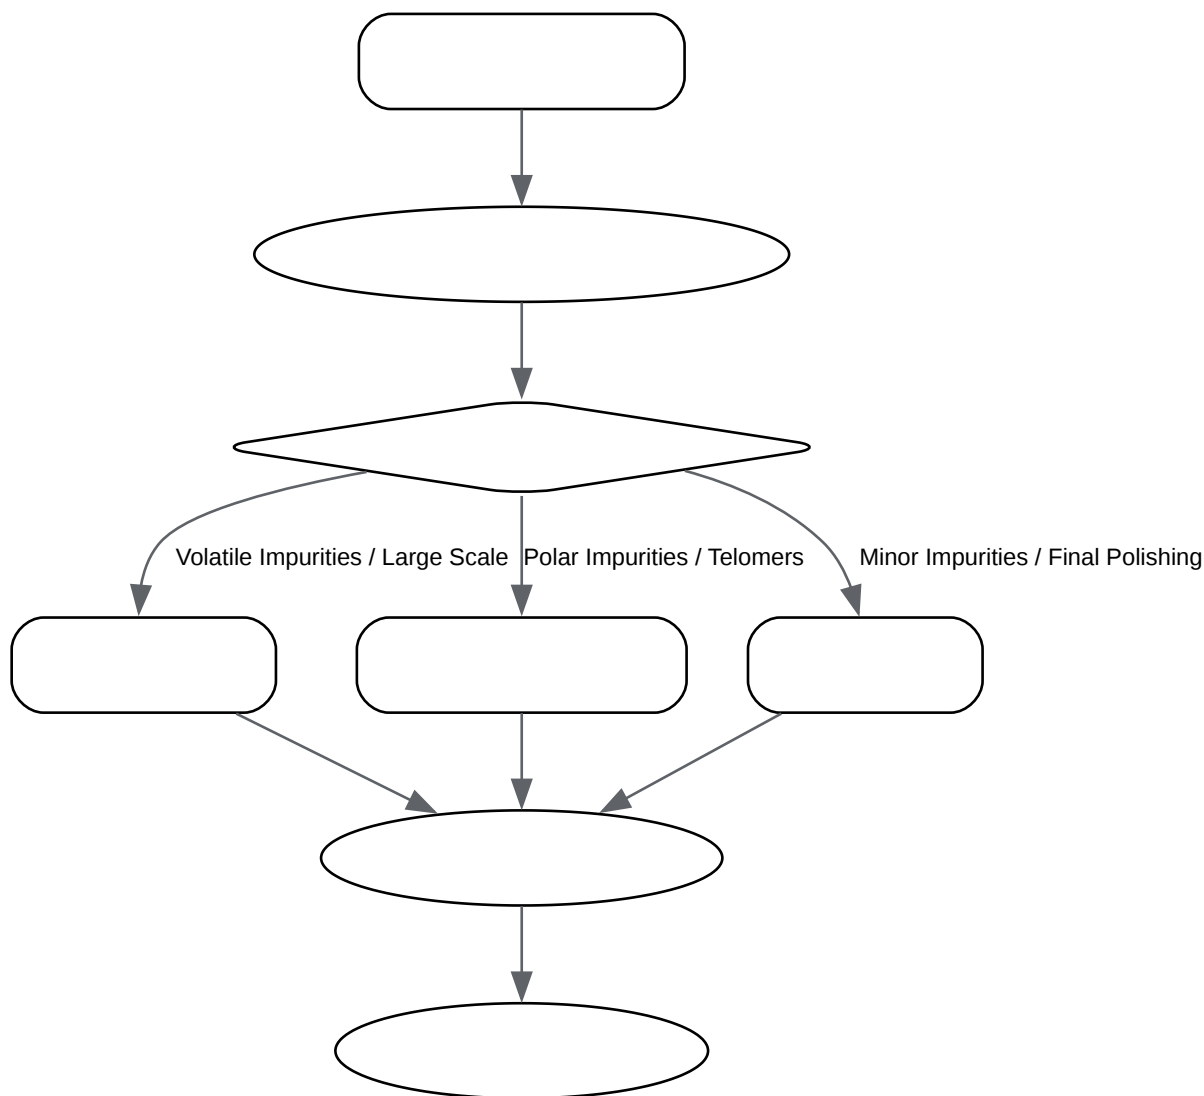 Volatile Impurities / Large Scale
Polar Impurities / Telomers
Minor Impurities / Final Polishing